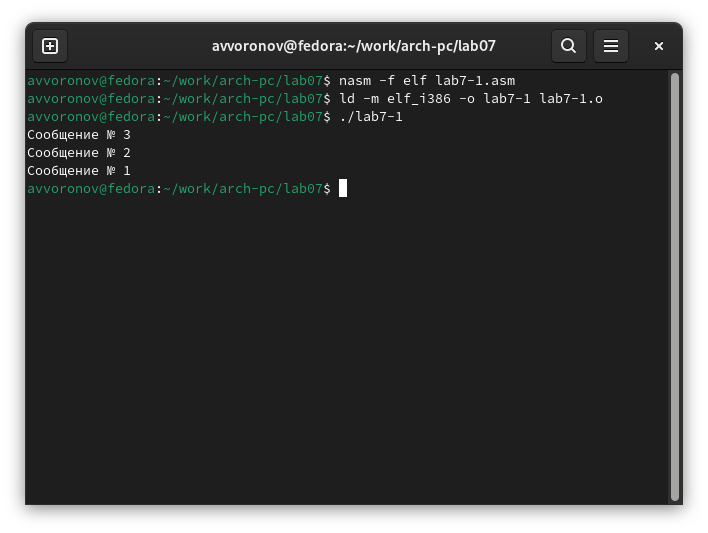 avvoronov@fedora:~/work/arch-pc/lab07
avvoronov@fedora:~/work/arch-pc/lab07$ nasm -f elf lab7-1.asm
avvoronov@fedora:~/work/arch-pc/lab07$ ld -m elf_i386 -o lab7-1 lab7-1.o
avvoronov@fedora:~/work/arch-pc/lab07$ ./lab7-1
Сообщение № 3
Сообщение № 2
Сообщение № 1
avvoronov@fedora:~/work/arch-pc/lab07$